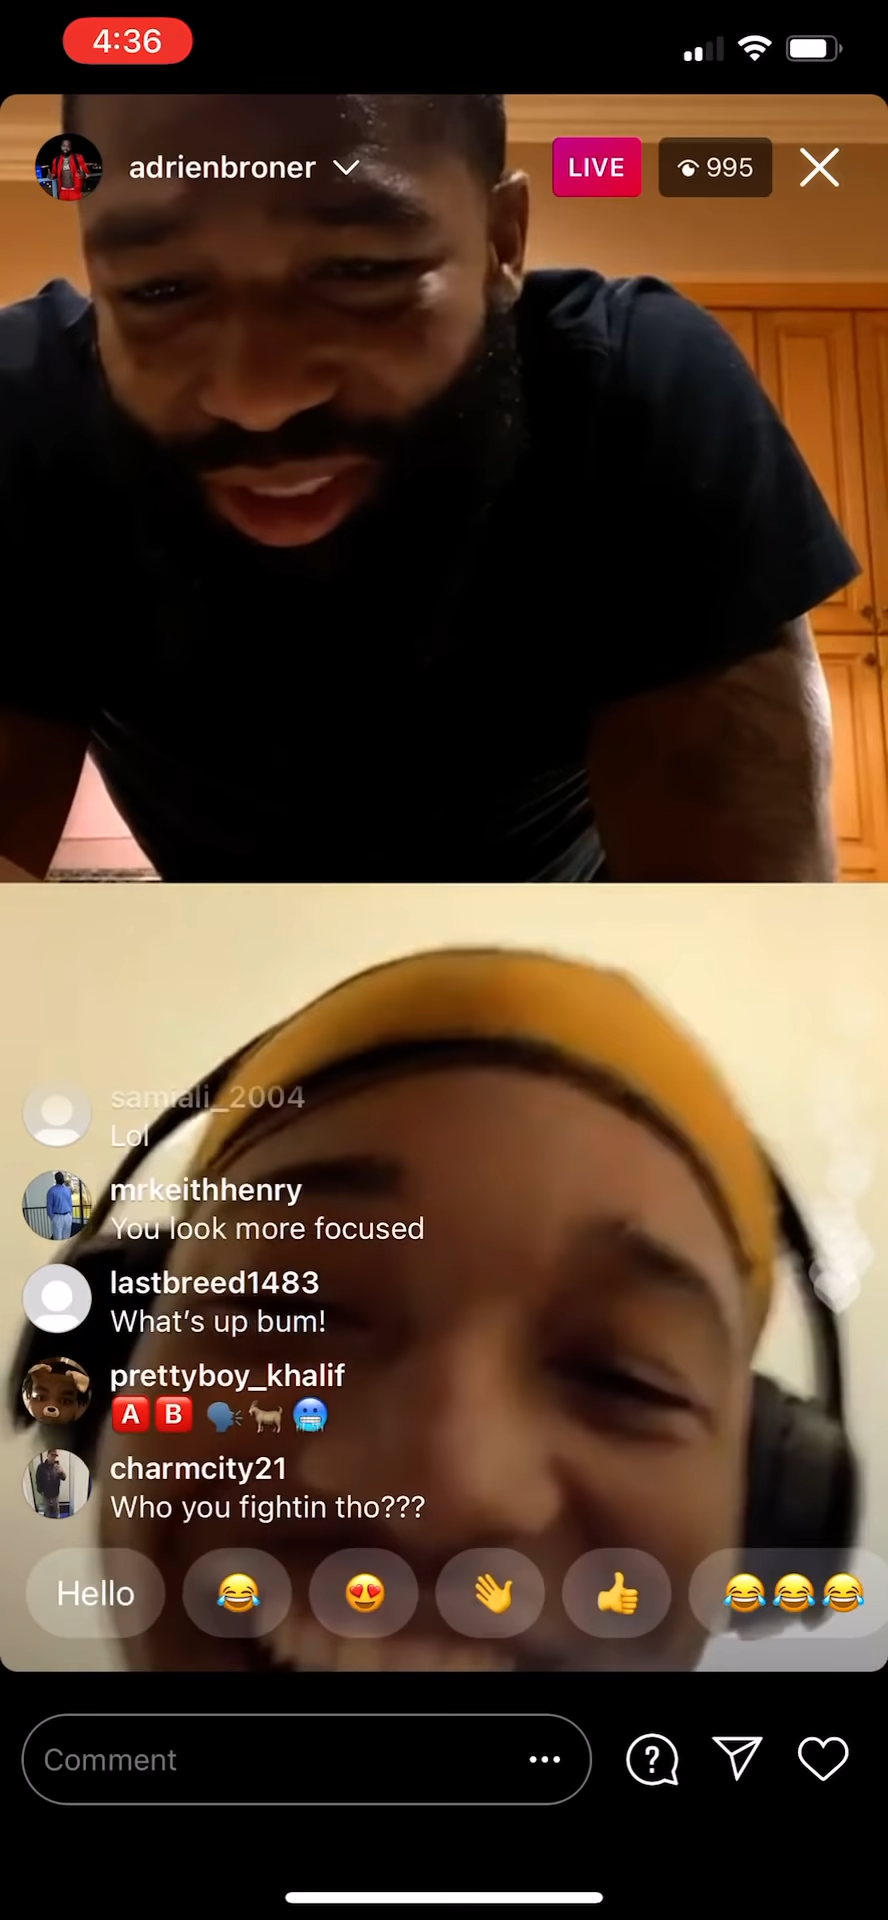 4:36
adrienbroner
LIVE
995
samiali_2004
Lol
mrkeithhenry
You look more focused
lastbreed1483
What's up bum!
prettyboy_khalif
🅰️🅱️🗣️🐐🥶
charmcity21
Who you fightin tho???
Hello 😂 😍 👋 👍 😂😂😂
Comment